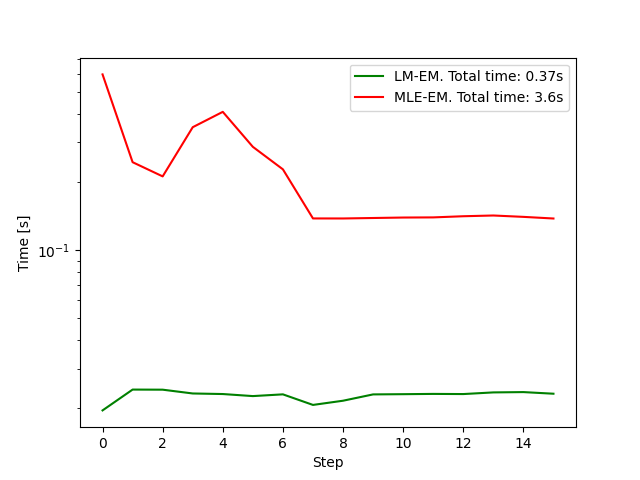 LM-EM. Total time: 0.37s
MLE-EM. Total time: 3.6s
Time [s]
10⁻¹
0 2 4 6 8 10 12 14
Step